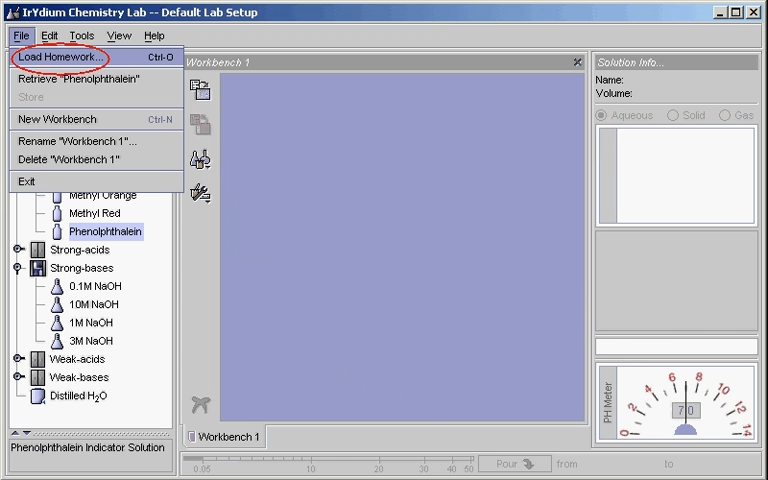 IrYdium Chemistry Lab -- Default Lab Setup
File Edit Tools View Help
Load Homework... Ctrl-O
Retrieve "Phenolphthalein"
Store
New Workbench Ctrl-N
Rename "Workbench 1"...
Delete "Workbench 1"
Exit
Methyl Orange
Methyl Red
Phenolphthalein
Strong-acids
Strong-bases
0.1M NaOH
10M NaOH
1M NaOH
3M NaOH
Weak-acids
Weak-bases
Distilled H2O
Phenolphthalein Indicator Solution
Workbench 1
Workbench 1
0.05 10 20 30 40 50
Pour from to
Solution Info...
Name:
Volume:
Aqueous Solid Gas
PH Meter
0 2 4 6 8 10 12 14
7.0